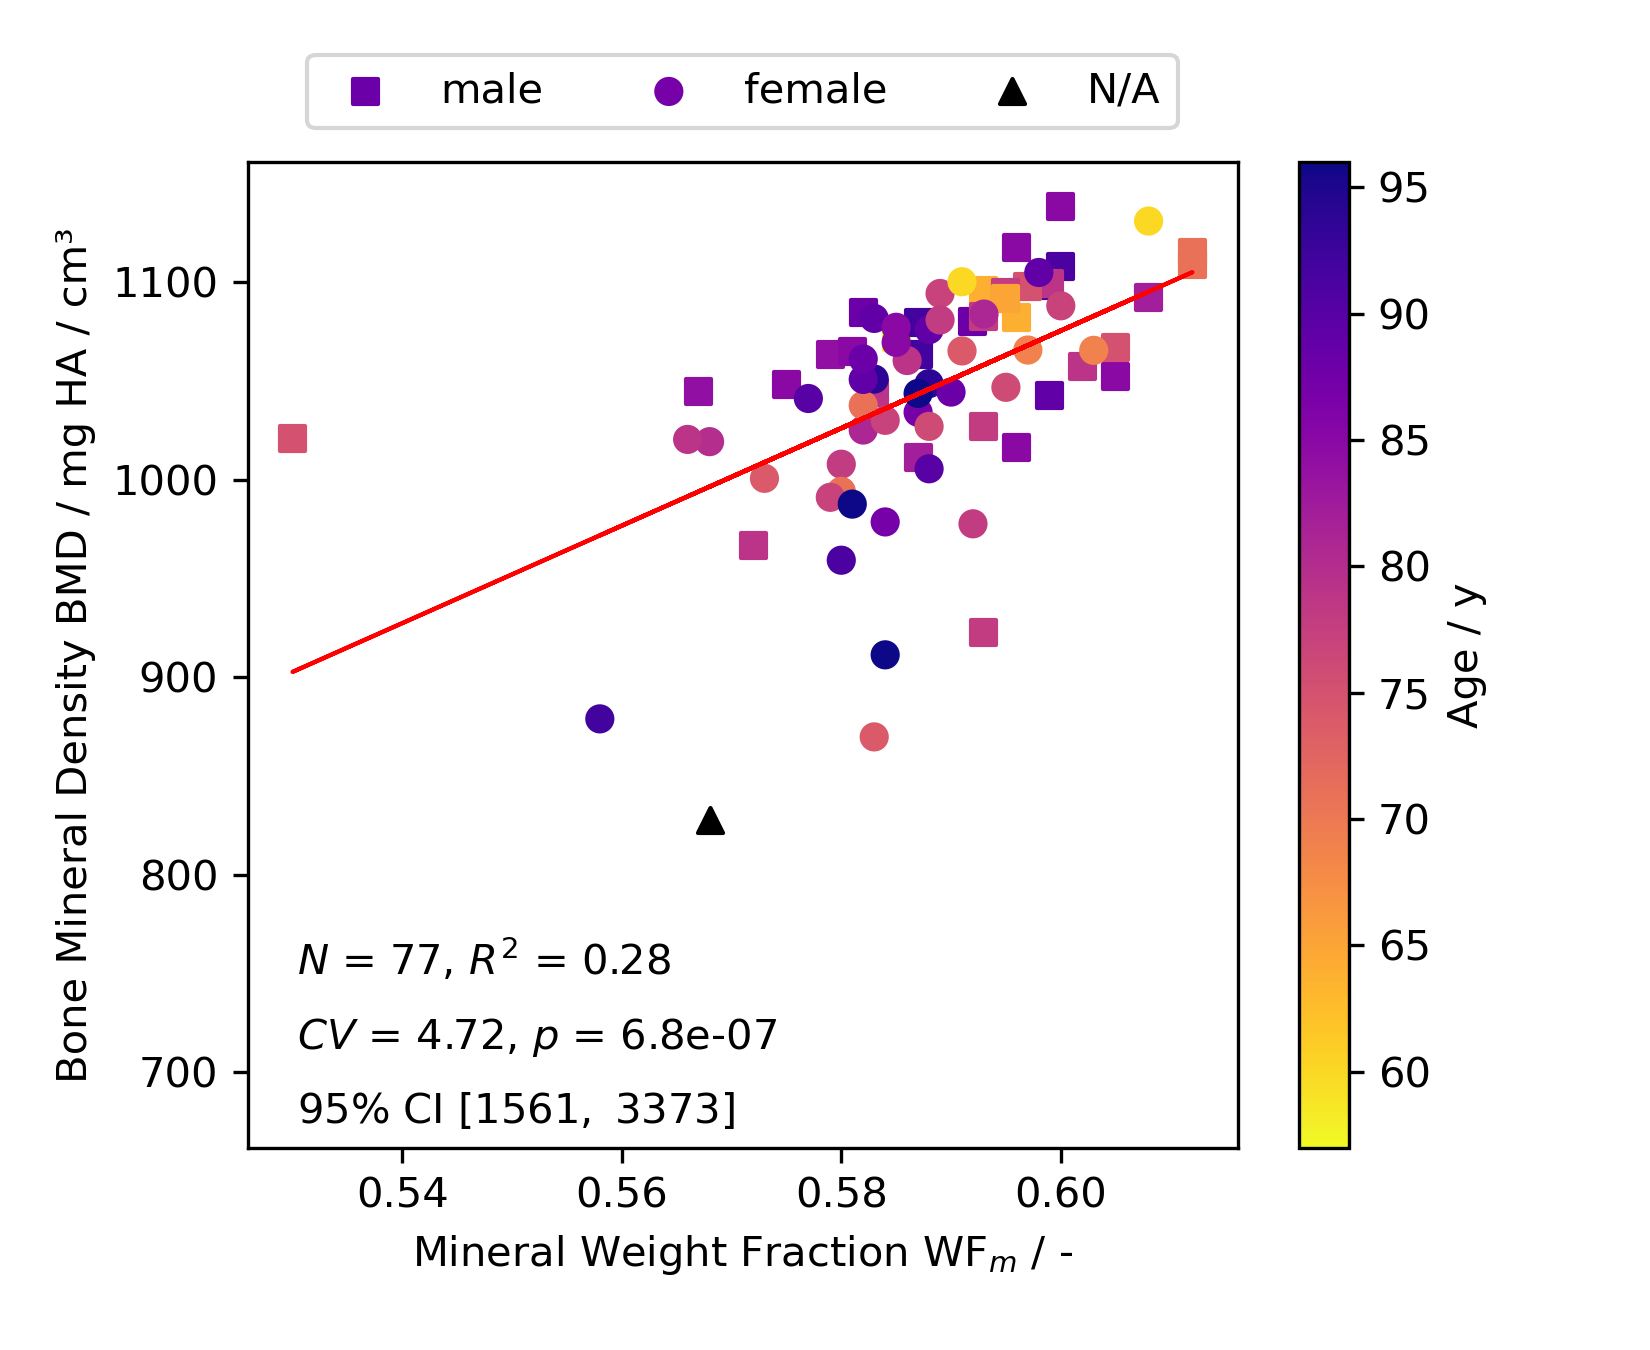 male female N/A
Bone Mineral Density BMD / mg HA / cm³
1100
1000
900
800
700
N = 77, R² = 0.28
CV = 4.72, p = 6.8e-07
95% CI [1561, 3373]
0.54 0.56 0.58 0.60
Mineral Weight Fraction WFₘ / -
95
90
85
80
75
70
65
60
Age / y